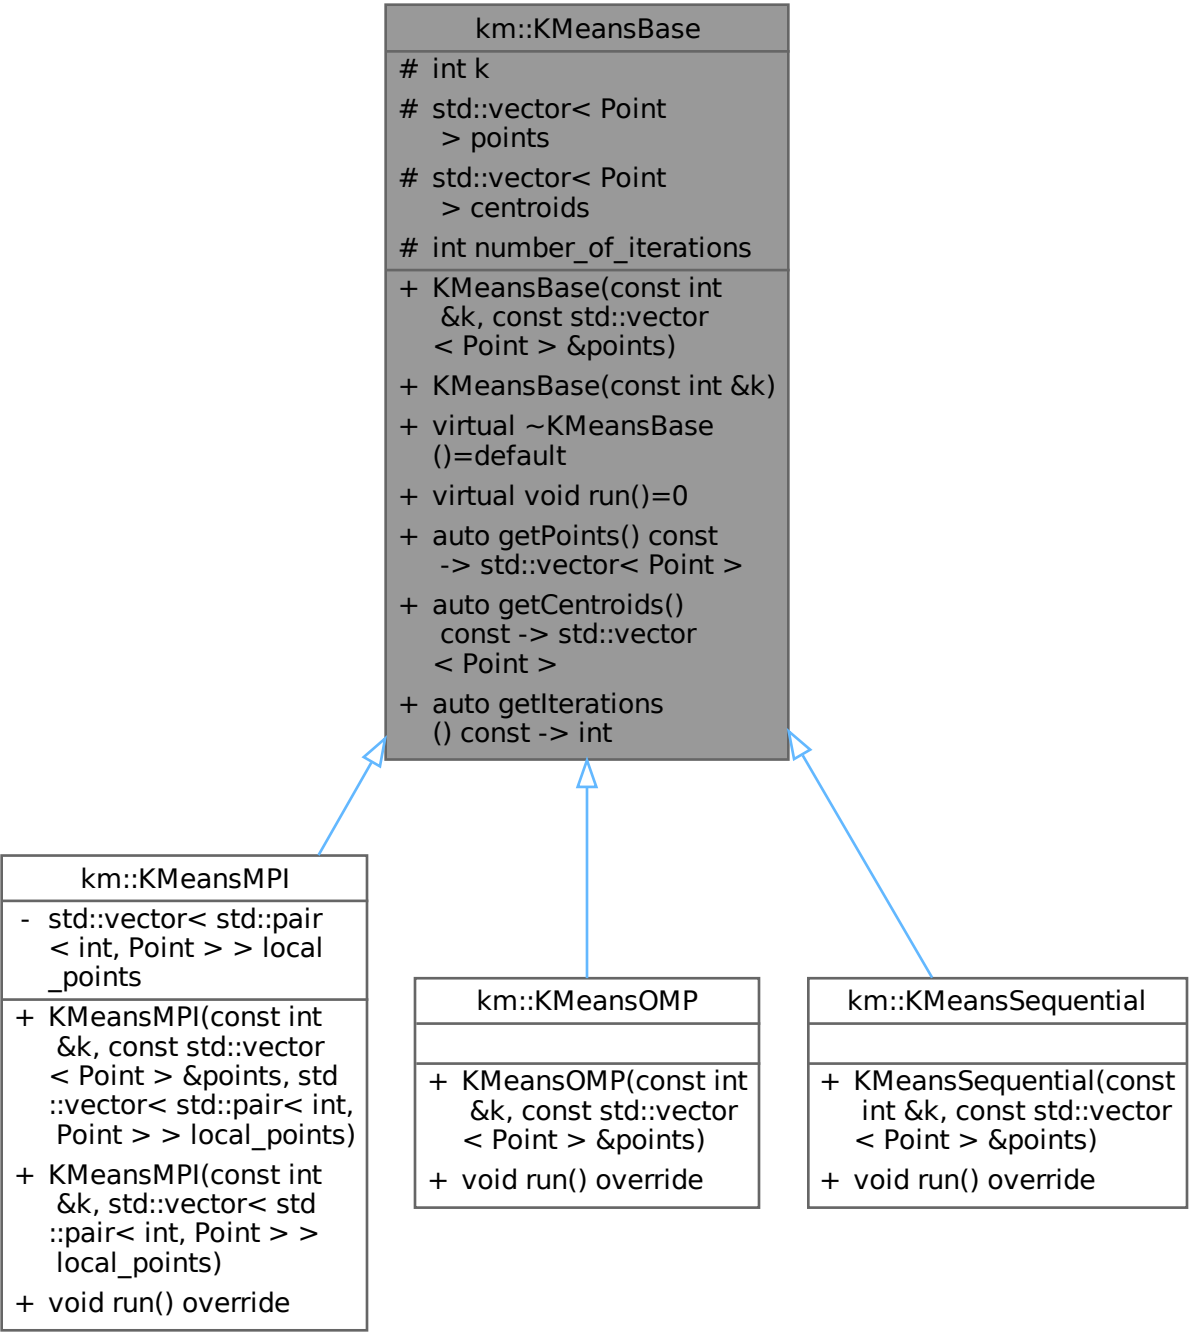 km::KMeansBase
# int k
# std::vector< Point
> points
# std::vector< Point
> centroids
# int number_of_iterations
+ KMeansBase(const int
&k, const std::vector
< Point > &points)
+ KMeansBase(const int &k)
+ virtual ~KMeansBase
()=default
+ virtual void run()=0
+ auto getPoints() const
-> std::vector< Point >
+ auto getCentroids()
const -> std::vector
< Point >
+ auto getIterations
() const -> int
km::KMeansMPI
- std::vector< std::pair
< int, Point > > local
_points
+ KMeansMPI(const int
&k, const std::vector
< Point > &points, std
::vector< std::pair< int,
Point > > local_points)
+ KMeansMPI(const int
&k, std::vector< std
::pair< int, Point > >
local_points)
+ void run() override
km::KMeansOMP
+ KMeansOMP(const int
&k, const std::vector
< Point > &points)
+ void run() override
km::KMeansSequential
+ KMeansSequential(const
int &k, const std::vector
< Point > &points)
+ void run() override